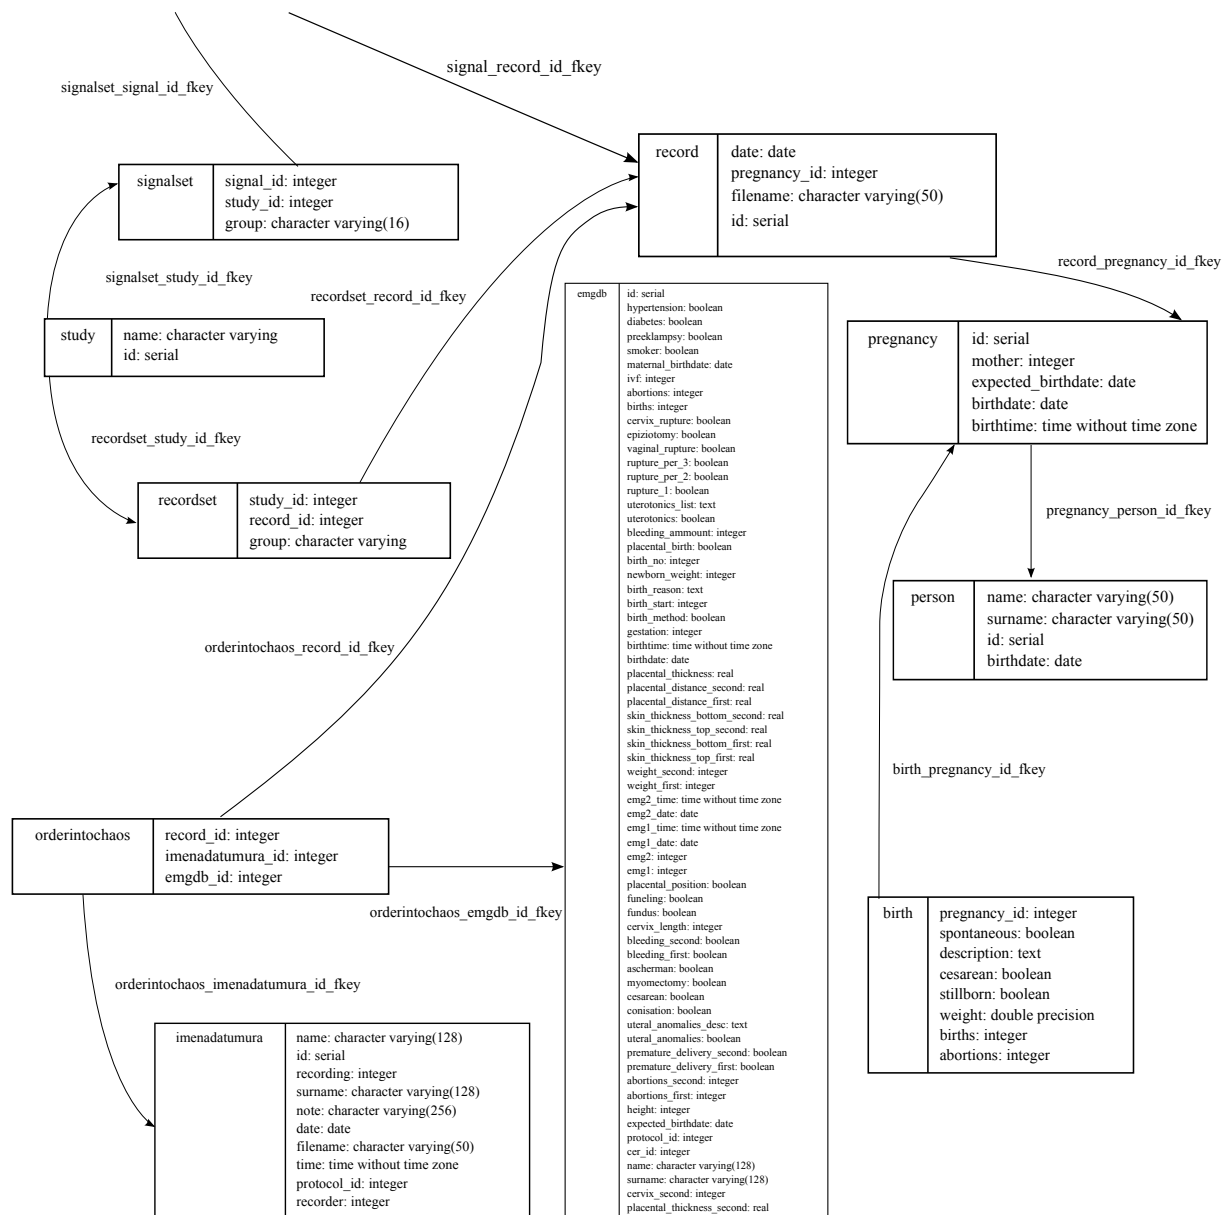 signal_record_id_fkey
signalset_signal_id_fkey
record
date: date
pregnancy_id: integer
filename: character varying(50)
id: serial
signalset
signal_id: integer
study_id: integer
group: character varying(16)
signalset_study_id_fkey
record_pregnancy_id_fkey
recordset_record_id_fkey
study
name: character varying
id: serial
pregnancy
id: serial
mother: integer
expected_birthdate: date
birthdate: date
birthtime: time without time zone
recordset_study_id_fkey
recordset
study_id: integer
record_id: integer
group: character varying
pregnancy_person_id_fkey
person
name: character varying(50)
surname: character varying(50)
id: serial
birthdate: date
orderintochaos_record_id_fkey
emgdb
id: serial
hypertension: boolean
diabetes: boolean
preeklampsy: boolean
smoker: boolean
maternal_birthdate: date
ivf: integer
abortions: integer
births: integer
cervix_rupture: boolean
epiziotomy: boolean
vaginal_rupture: boolean
rupture_per_3: boolean
rupture_per_2: boolean
rupture_1: boolean
uterotonics_list: text
uterotonics: boolean
bleeding_ammount: integer
placental_birth: boolean
birth_no: integer
newborn_weight: integer
birth_reason: text
birth_start: integer
birth_method: boolean
gestation: integer
birthtime: time without time zone
birthdate: date
placental_thickness: real
placental_distance_second: real
placental_distance_first: real
skin_thickness_bottom_second: real
skin_thickness_top_second: real
skin_thickness_bottom_first: real
skin_thickness_top_first: real
weight_second: integer
weight_first: integer
emg2_time: time without time zone
emg2_date: date
emg1_time: time without time zone
emg1_date: date
emg2: integer
emg1: integer
placental_position: boolean
funeling: boolean
fundus: boolean
cervix_length: integer
bleeding_second: boolean
bleeding_first: boolean
ascherman: boolean
myomectomy: boolean
cesarean: boolean
conisation: boolean
uteral_anomalies_desc: text
uteral_anomalies: boolean
premature_delivery_second: boolean
premature_delivery_first: boolean
abortions_second: integer
abortions_first: integer
height: integer
expected_birthdate: date
protocol_id: integer
cer_id: integer
name: character varying(128)
surname: character varying(128)
cervix_second: integer
placental_thickness_second: real
birth_pregnancy_id_fkey
orderintochaos
record_id: integer
imenadatumura_id: integer
emgdb_id: integer
orderintochaos_emgdb_id_fkey
birth
pregnancy_id: integer
spontaneous: boolean
description: text
cesarean: boolean
stillborn: boolean
weight: double precision
births: integer
abortions: integer
orderintochaos_imenadatumura_id_fkey
imenadatumura
name: character varying(128)
id: serial
recording: integer
surname: character varying(128)
note: character varying(256)
date: date
filename: character varying(50)
time: time without time zone
protocol_id: integer
recorder: integer